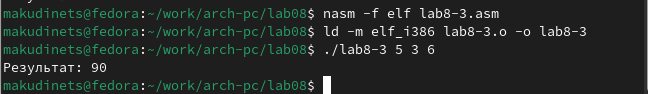 makudinets@fedora:~/work/arch-pc/lab08$ nasm -f elf lab8-3.asm
makudinets@fedora:~/work/arch-pc/lab08$ ld -m elf_i386 lab8-3.o -o lab8-3
makudinets@fedora:~/work/arch-pc/lab08$ ./lab8-3 5 3 6
Результат: 90
makudinets@fedora:~/work/arch-pc/lab08$